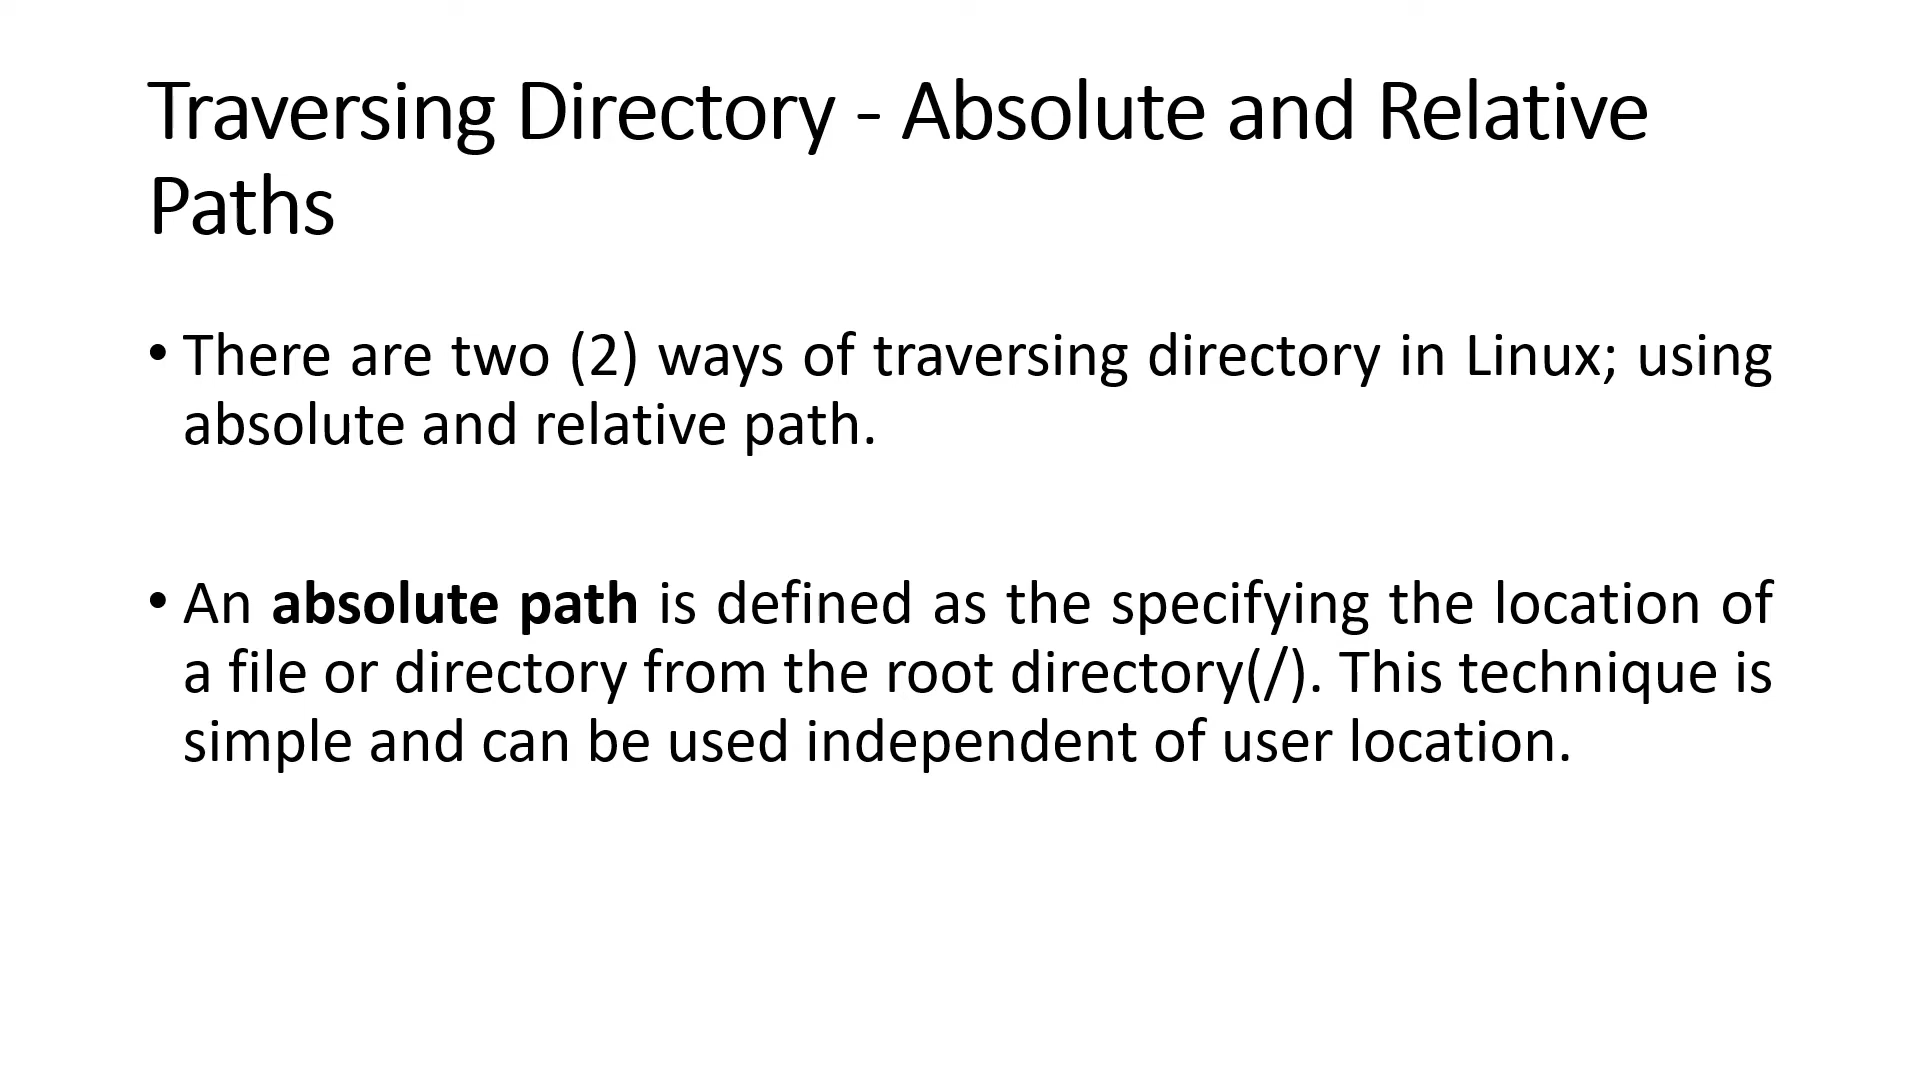 Traversing Directory - Absolute and Relative
Paths
• There are two (2) ways of traversing directory in Linux; using
absolute and relative path.
• An absolute path is defined as the specifying the location of
a file or directory from the root directory(/). This technique is
simple and can be used independent of user location.